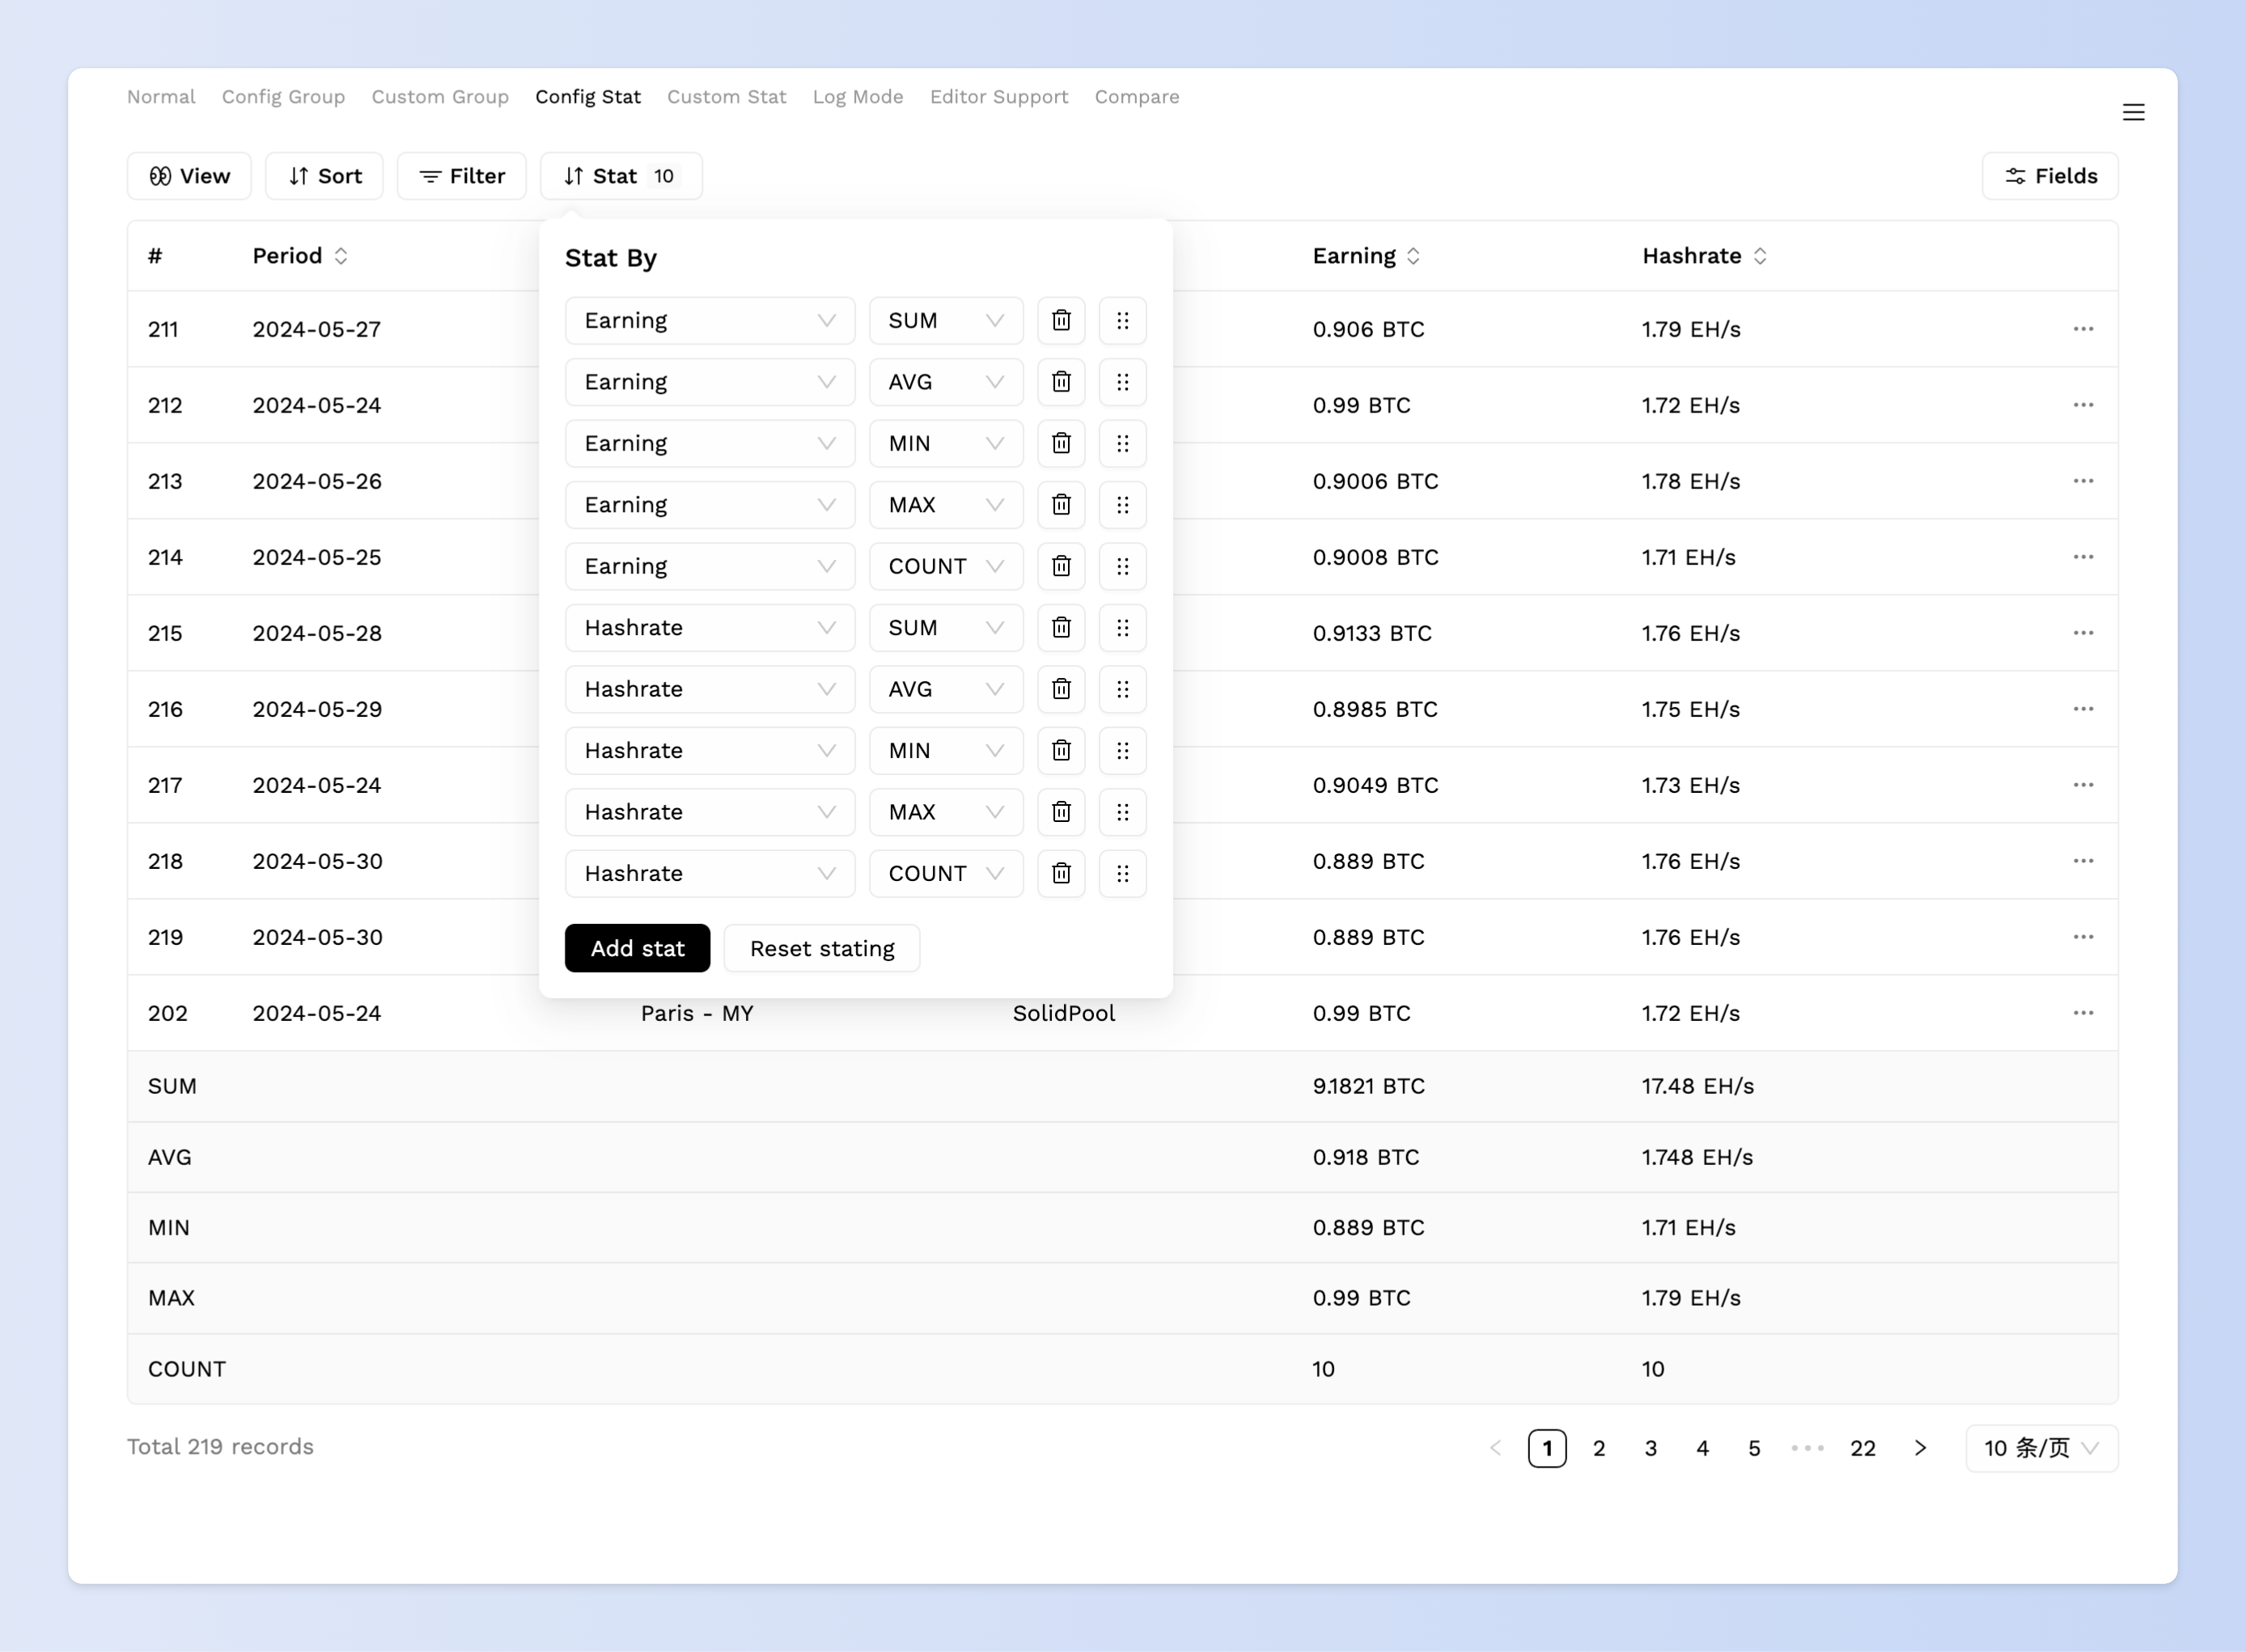 Normal Config Group Custom Group Config Stat Custom Stat Log Mode Editor Support Compare
View Sort Filter Stat 10 Fields
# Period Earning Hashrate
211 2024-05-27 0.906 BTC 1.79 EH/s
212 2024-05-24 0.99 BTC 1.72 EH/s
213 2024-05-26 0.9006 BTC 1.78 EH/s
214 2024-05-25 0.9008 BTC 1.71 EH/s
215 2024-05-28 0.9133 BTC 1.76 EH/s
216 2024-05-29 0.8985 BTC 1.75 EH/s
217 2024-05-24 0.9049 BTC 1.73 EH/s
218 2024-05-30 0.889 BTC 1.76 EH/s
219 2024-05-30 0.889 BTC 1.76 EH/s
202 2024-05-24 Paris - MY SolidPool 0.99 BTC 1.72 EH/s
SUM 9.1821 BTC 17.48 EH/s
AVG 0.918 BTC 1.748 EH/s
MIN 0.889 BTC 1.71 EH/s
MAX 0.99 BTC 1.79 EH/s
COUNT 10 10
Stat By
Earning SUM
Earning AVG
Earning MIN
Earning MAX
Earning COUNT
Hashrate SUM
Hashrate AVG
Hashrate MIN
Hashrate MAX
Hashrate COUNT
Add stat Reset stating
Total 219 records 1 2 3 4 5 ••• 22 10 条/页